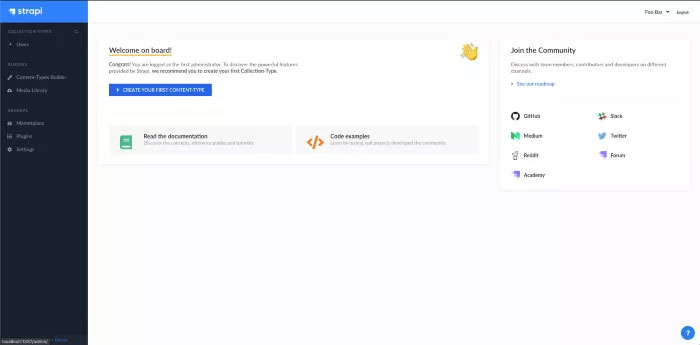 strapi
Foo Bar
English
COLLECTION TYPES
Users
PLUGINS
Content-Types Builder
Media Library
GENERAL
Marketplace
Plugins
Settings
Welcome on board!
Congrats! You are logged as the first administrator. To discover the powerful features
provided by Strapi, we recommend you to create your first Collection-Type.
CREATE YOUR FIRST CONTENT-TYPE
Read the documentation
Discover the concepts, reference guides and tutorials.
Code examples
Learn by testing real projects developed the community.
Join the Community
Discuss with team members, contributors and developers on different
channels.
See our roadmap
GitHub
Slack
Medium
Twitter
Reddit
Forum
Academy
?